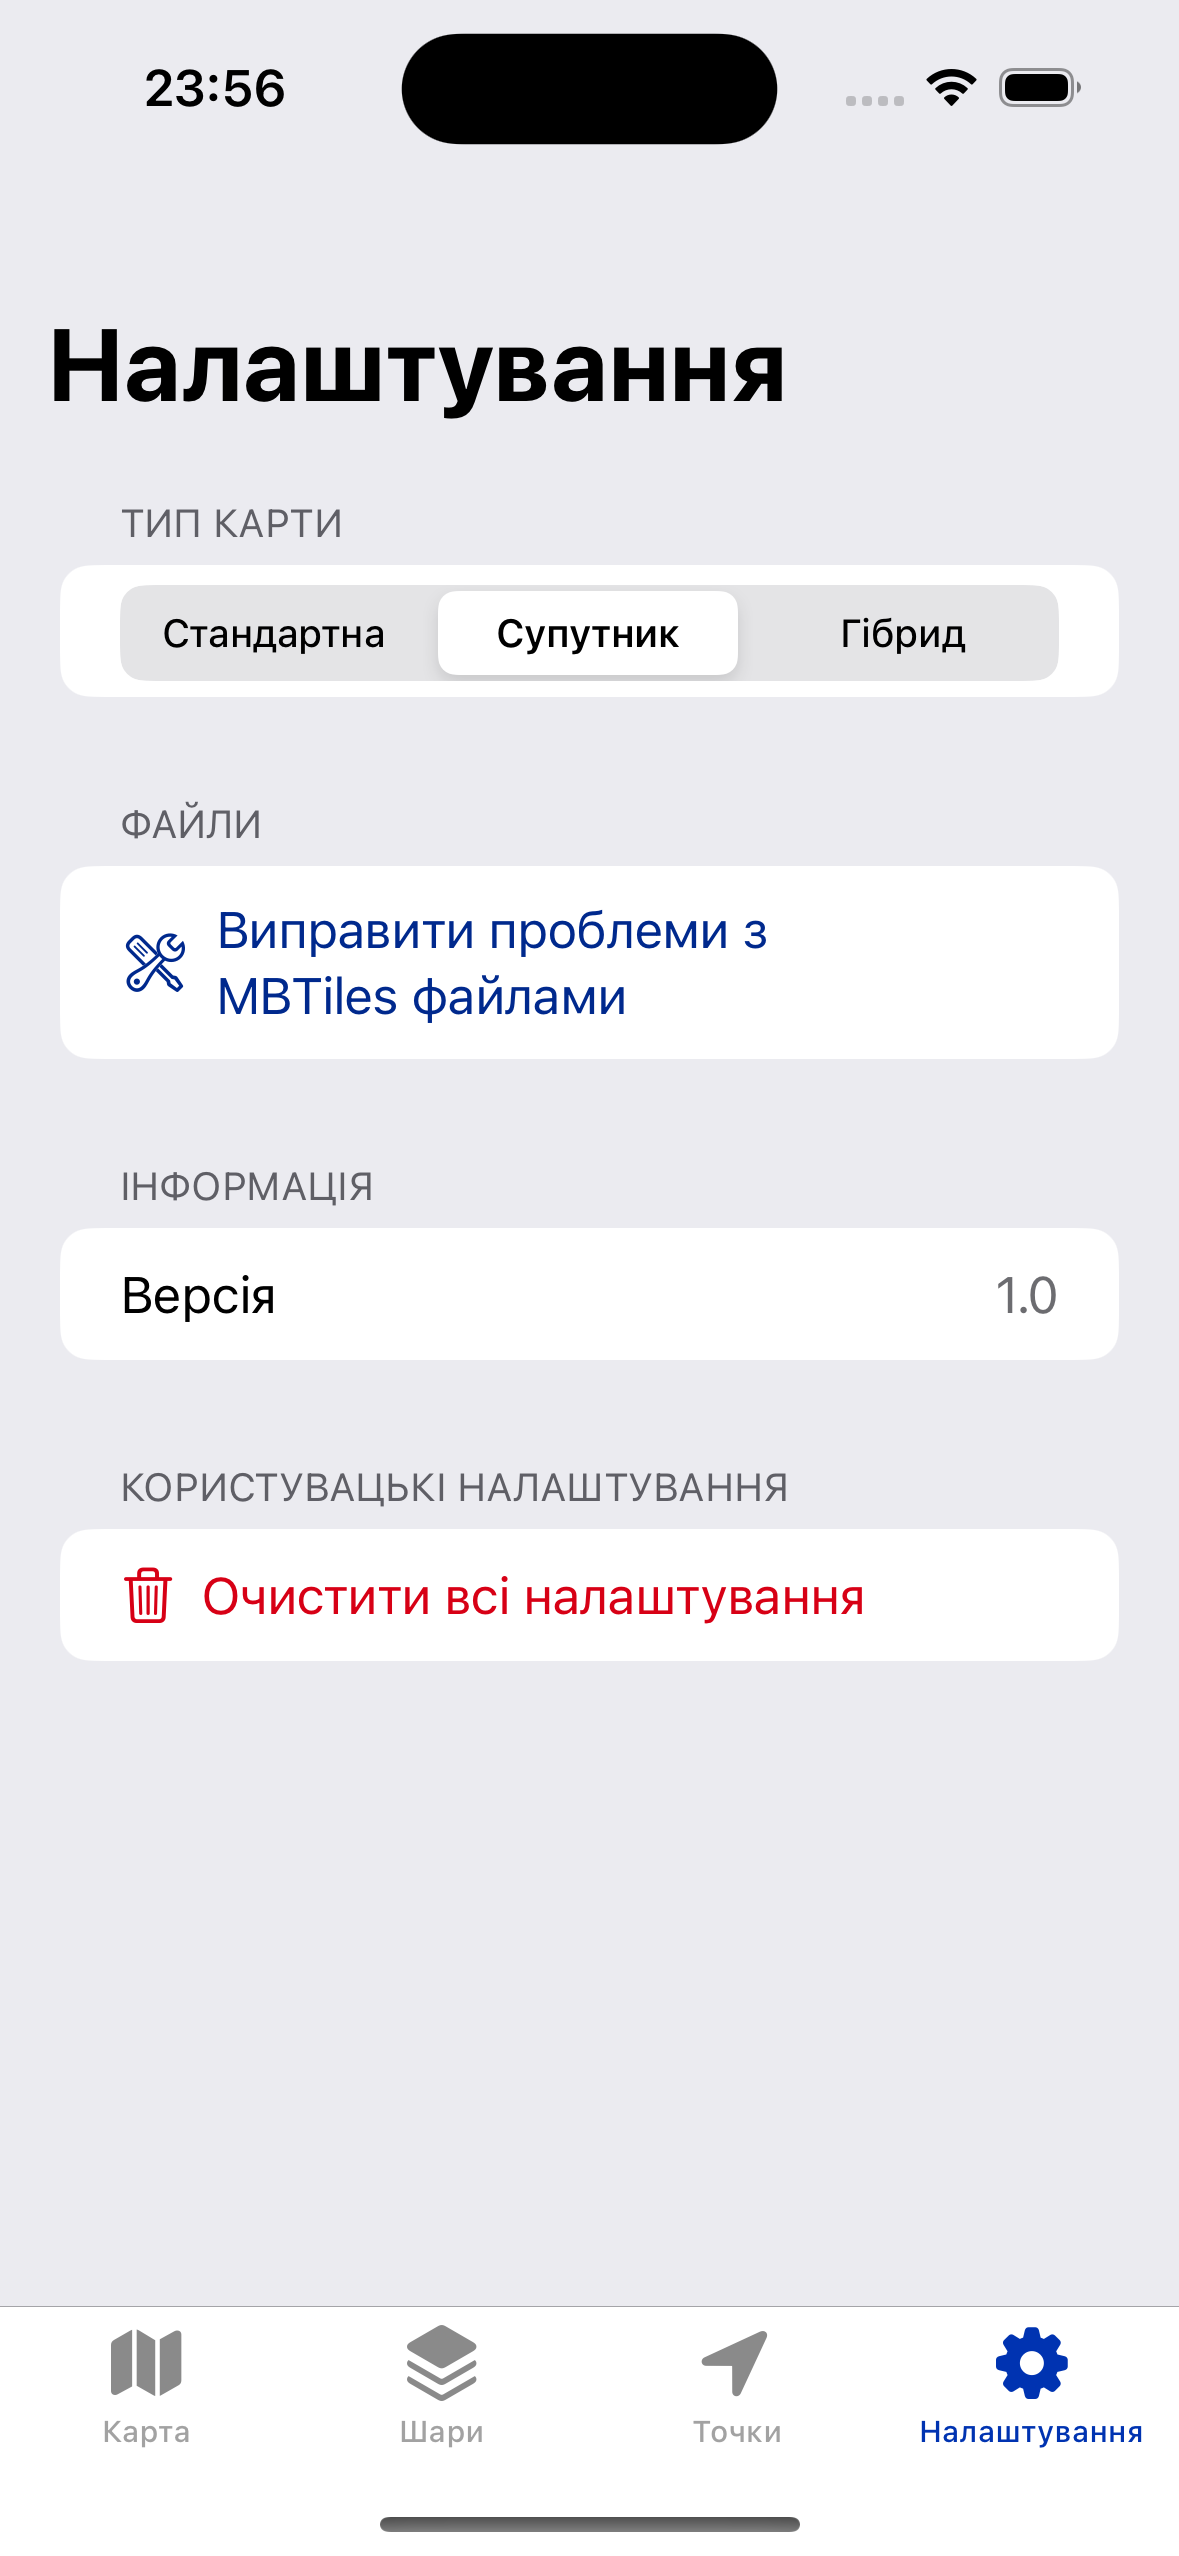 23:56
Налаштування
ТИП КАРТИ
Стандартна Супутник Гібрид
ФАЙЛИ
Виправити проблеми з
MBTiles файлами
ІНФОРМАЦІЯ
Версія 1.0
КОРИСТУВАЦЬКІ НАЛАШТУВАННЯ
Очистити всі налаштування
Карта Шари Точки Налаштування